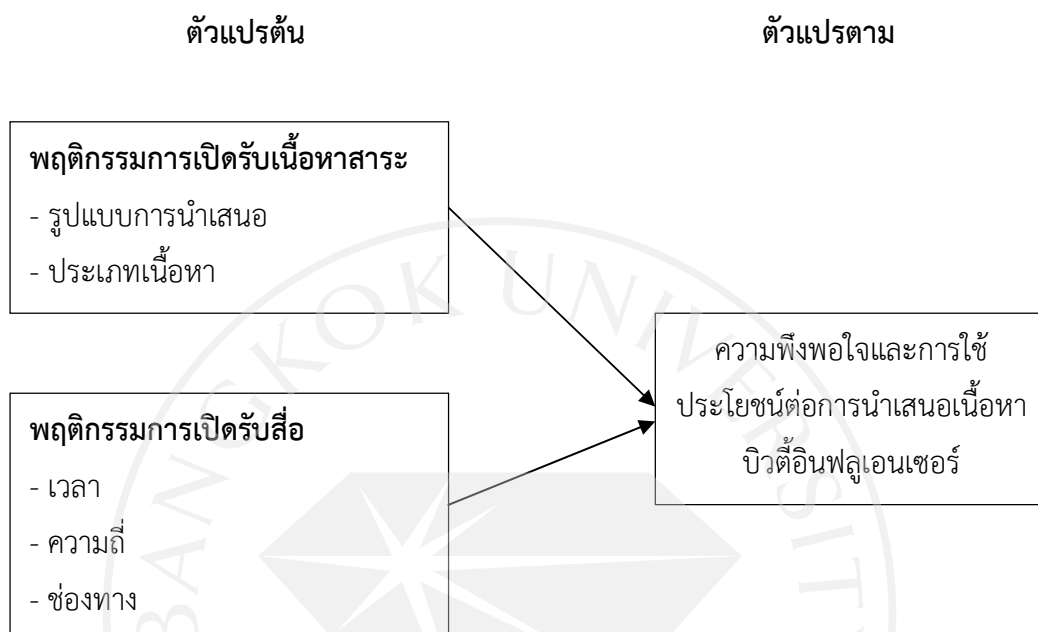 ตัวแปรต้น
ตัวแปรตาม
พฤติกรรมการเปิดรับเนื้อหาสาระ
- รูปแบบการนำเสนอ
- ประเภทเนื้อหา
ความพึงพอใจและการใช้
ประโยชน์ต่อการนำเสนอเนื้อหา
บิวตี้อินฟลูเอนเซอร์
พฤติกรรมการเปิดรับสื่อ
- เวลา
- ความถี่
- ช่องทาง
BANGKOK UNIVERSITY